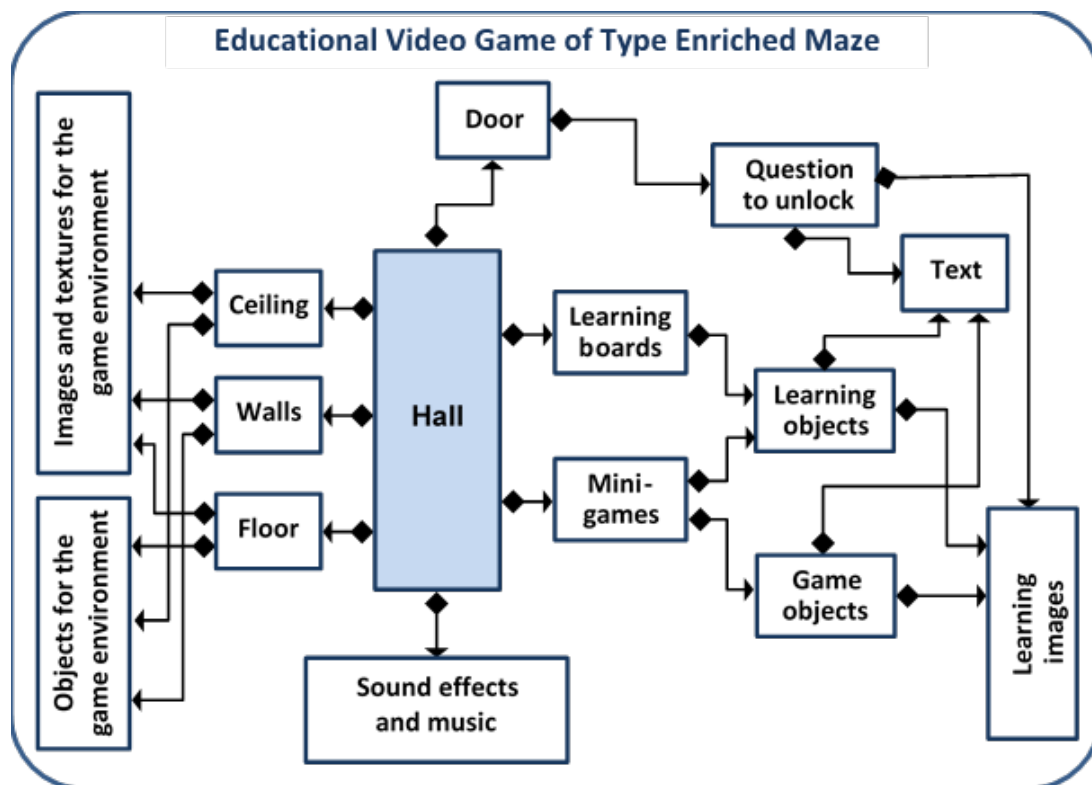 Educational Video Game of Type Enriched Maze
Images and textures for the
game environment
Objects for the
game environment
Ceiling
Walls
Floor
Door
Hall
Sound effects
and music
Learning
boards
Mini-
games
Question
to unlock
Text
Learning
objects
Game
objects
Learning
images